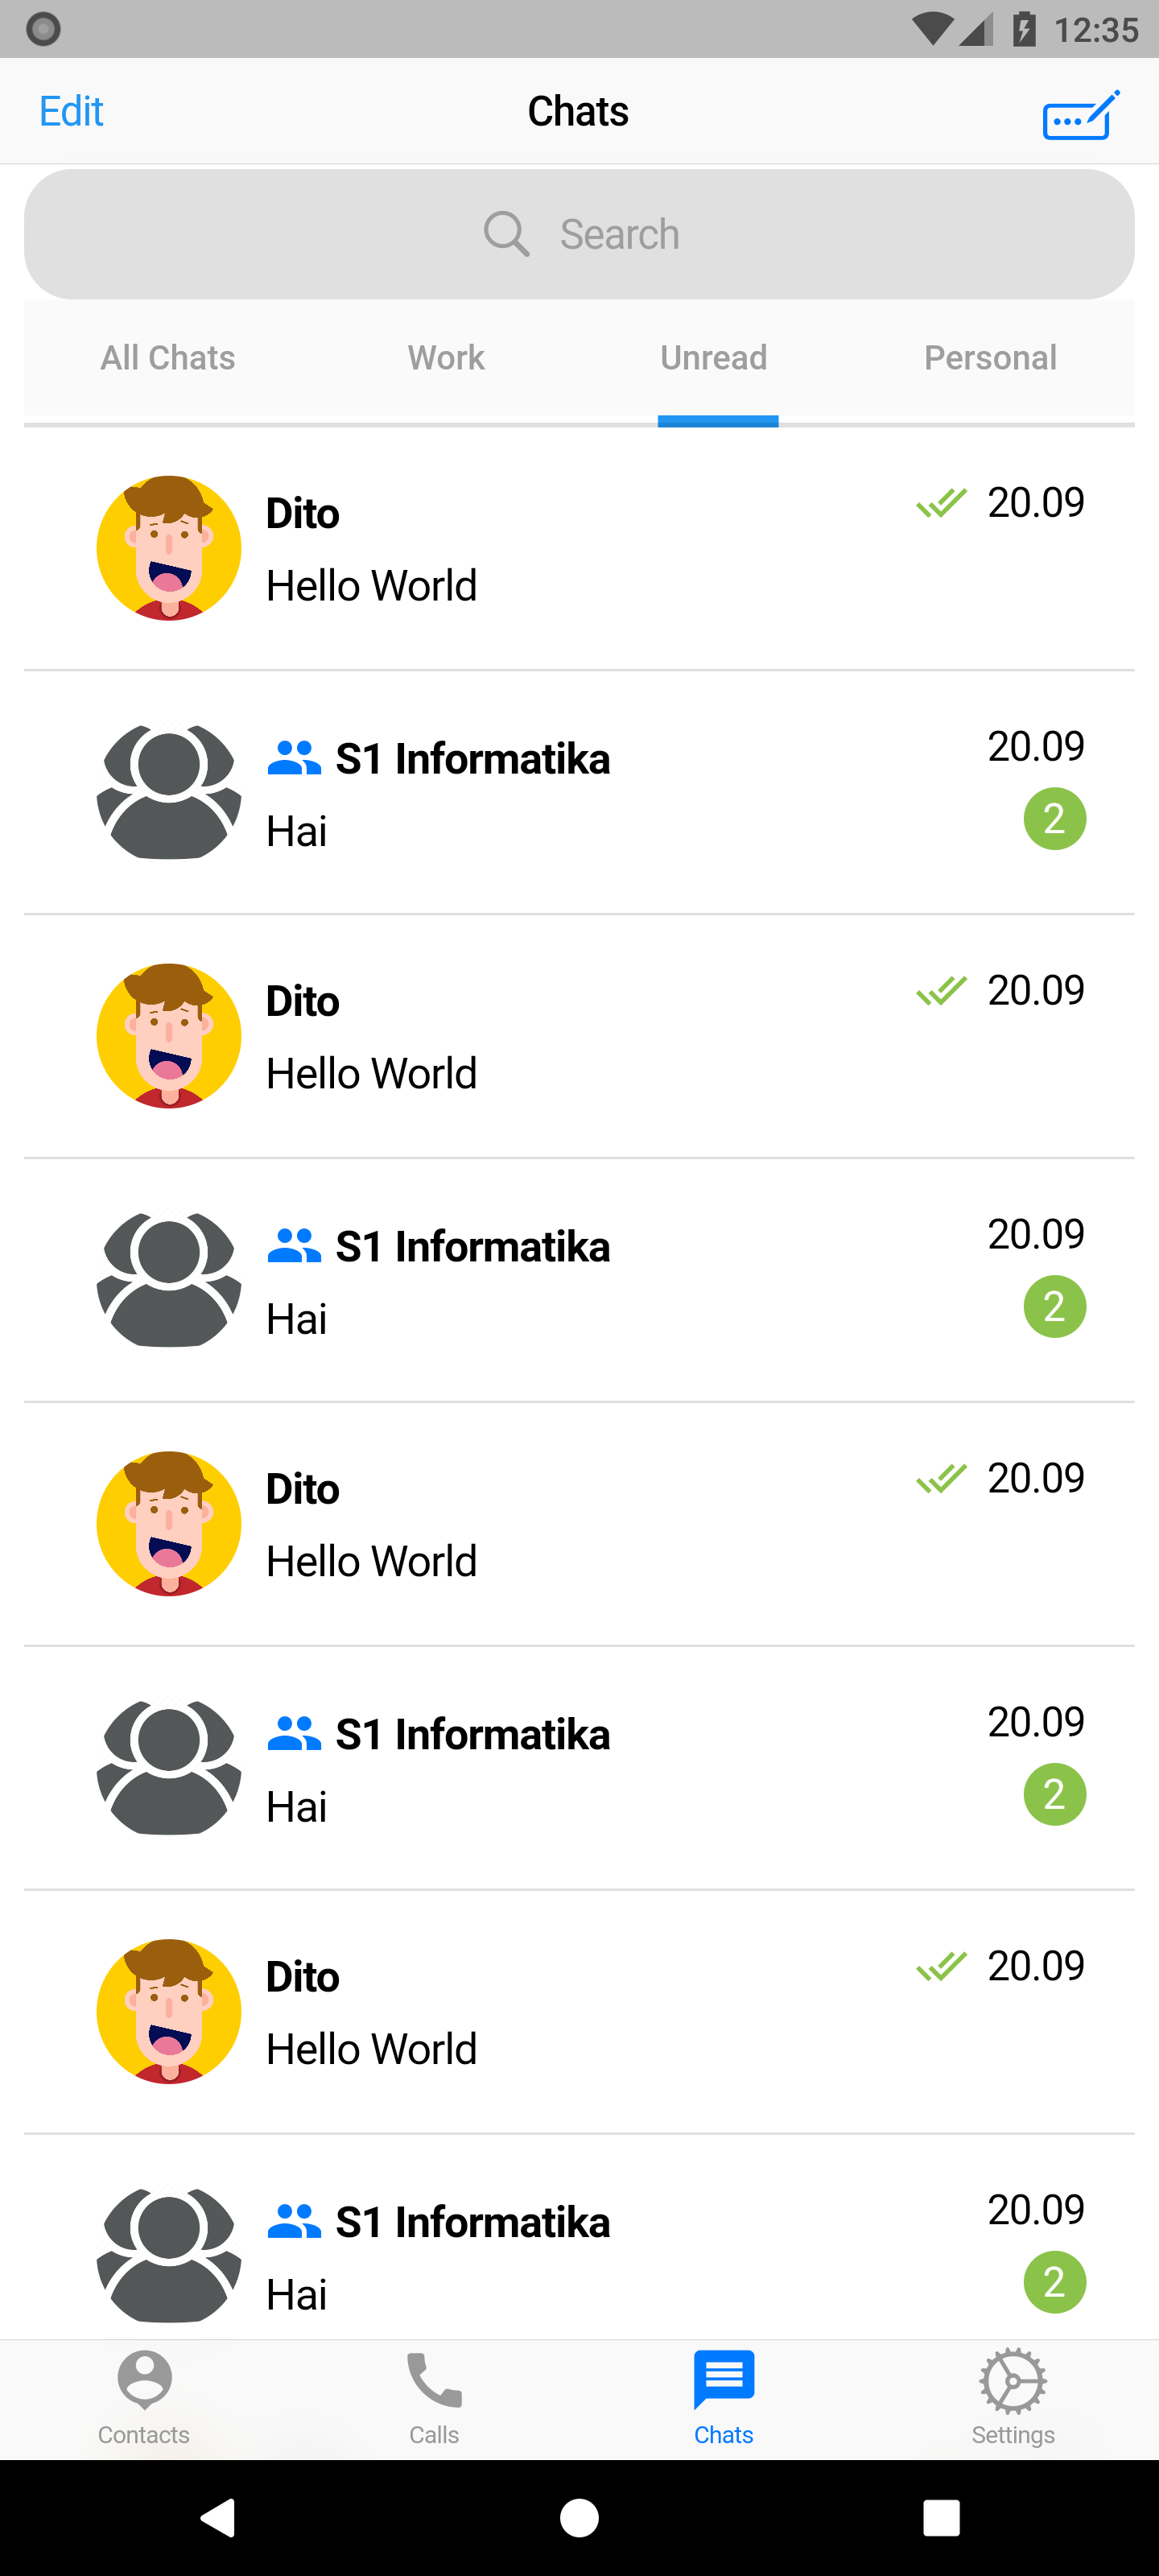 12:35
Edit Chats
Search
All Chats Work Unread Personal
Dito 20.09
Hello World
S1 Informatika 20.09
Hai 2
Dito 20.09
Hello World
S1 Informatika 20.09
Hai 2
Dito 20.09
Hello World
S1 Informatika 20.09
Hai 2
Dito 20.09
Hello World
S1 Informatika 20.09
Hai 2
Contacts Calls Chats Settings